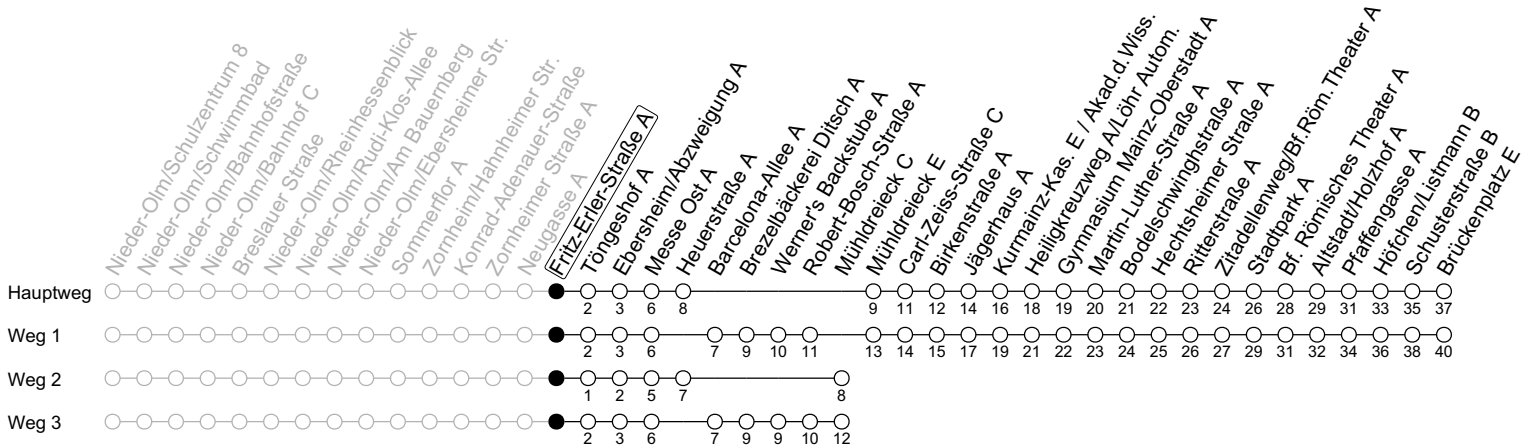 Nieder-Olm/Schulzentrum 8
Nieder-Olm/Schwimmbad
Nieder-Olm/Bahnhofstraße
Nieder-Olm/Bahnhof C
Breslauer Straße
Nieder-Olm/Rheinhessenblick
Nieder-Olm/Rudi-Klos-Allee
Nieder-Olm/Am Bauernberg
Nieder-Olm/Ebersheimer Str.
Sommerflor A
Zornheim/Hahnheimer Str.
Konrad-Adenauer-Straße
Zornheimer Straße A
Neugasse A
Fritz-Erler-Straße A
Töngeshof A
Ebersheim/Abzweigung A
Messe Ost A
Heuerstraße A
Barcelona-Allee A
Brezelbäckerei Ditsch A
Werner's Backstube A
Robert-Bosch-Straße A
Mühldreieck C
Mühldreieck E
Carl-Zeiss-Straße C
Birkenstraße A
Jägerhaus A
Kurmainz-Kas. E / Akad.d.Wiss.
Heiligkreuzweg A/Löhr Autom.
Gymnasium Mainz-Oberstadt A
Martin-Luther-Straße A
Bodelschwinghstraße A
Hechtsheimer Straße A
Ritterstraße A
Zitadellenweg/Bf.Röm.Theater A
Stadtpark A
Bf. Römisches Theater A
Altstadt/Holzhof A
Pfaffengasse A
Höfchen/Listmann B
Schusterstraße B
Brückenplatz E
Hauptweg
2 3 6 8 9 11 12 14 16 18 19 20 21 22 23 24 26 28 29 31 33 35 37
Weg 1
2 3 6 7 9 10 11 13 14 15 17 19 21 22 23 24 25 26 27 29 31 32 34 36 38 40
Weg 2
1 2 5 7 8
Weg 3
2 3 6 7 9 9 10 12